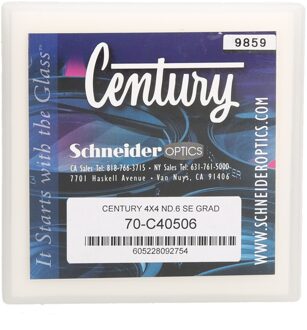 9859
Century
It Starts with the Glass™
Schneider OPTICS
CA Sales Tel: 818-766-3715 • NY Sales Tel: 631-761-5000
7701 Haskell Avenue • Van Nuys, CA 91406
WWW.SCHNEIDEROPTICS.COM
CENTURY 4X4 ND.6 SE GRAD
70-C40506
605228092754